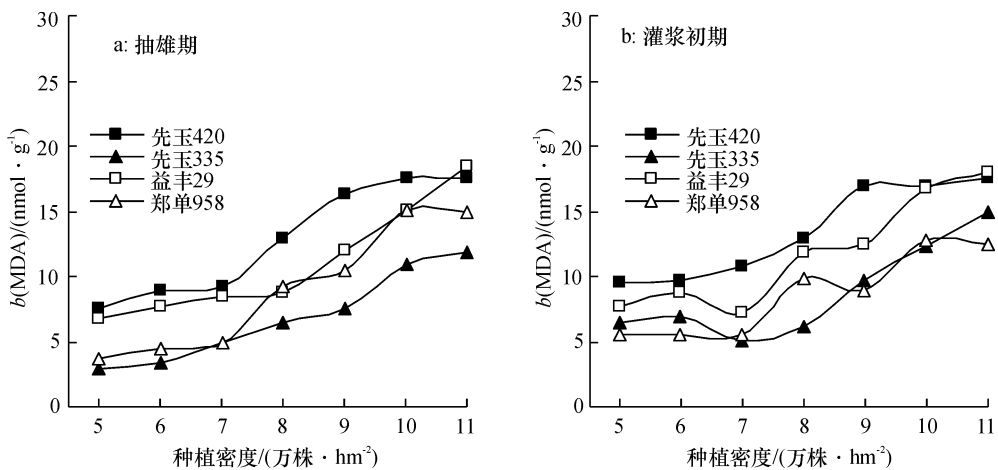 30
25
20
15
10
5
0
a: 抽雄期
先玉420
先玉335
益丰29
郑单958
b(MDA)/(nmol·g⁻¹)
5 6 7 8 9 10 11
种植密度/(万株·hm⁻²)
30
25
20
15
10
5
0
b: 灌浆初期
先玉420
先玉335
益丰29
郑单958
b(MDA)/(nmol·g⁻¹)
5 6 7 8 9 10 11
种植密度/(万株·hm⁻²)